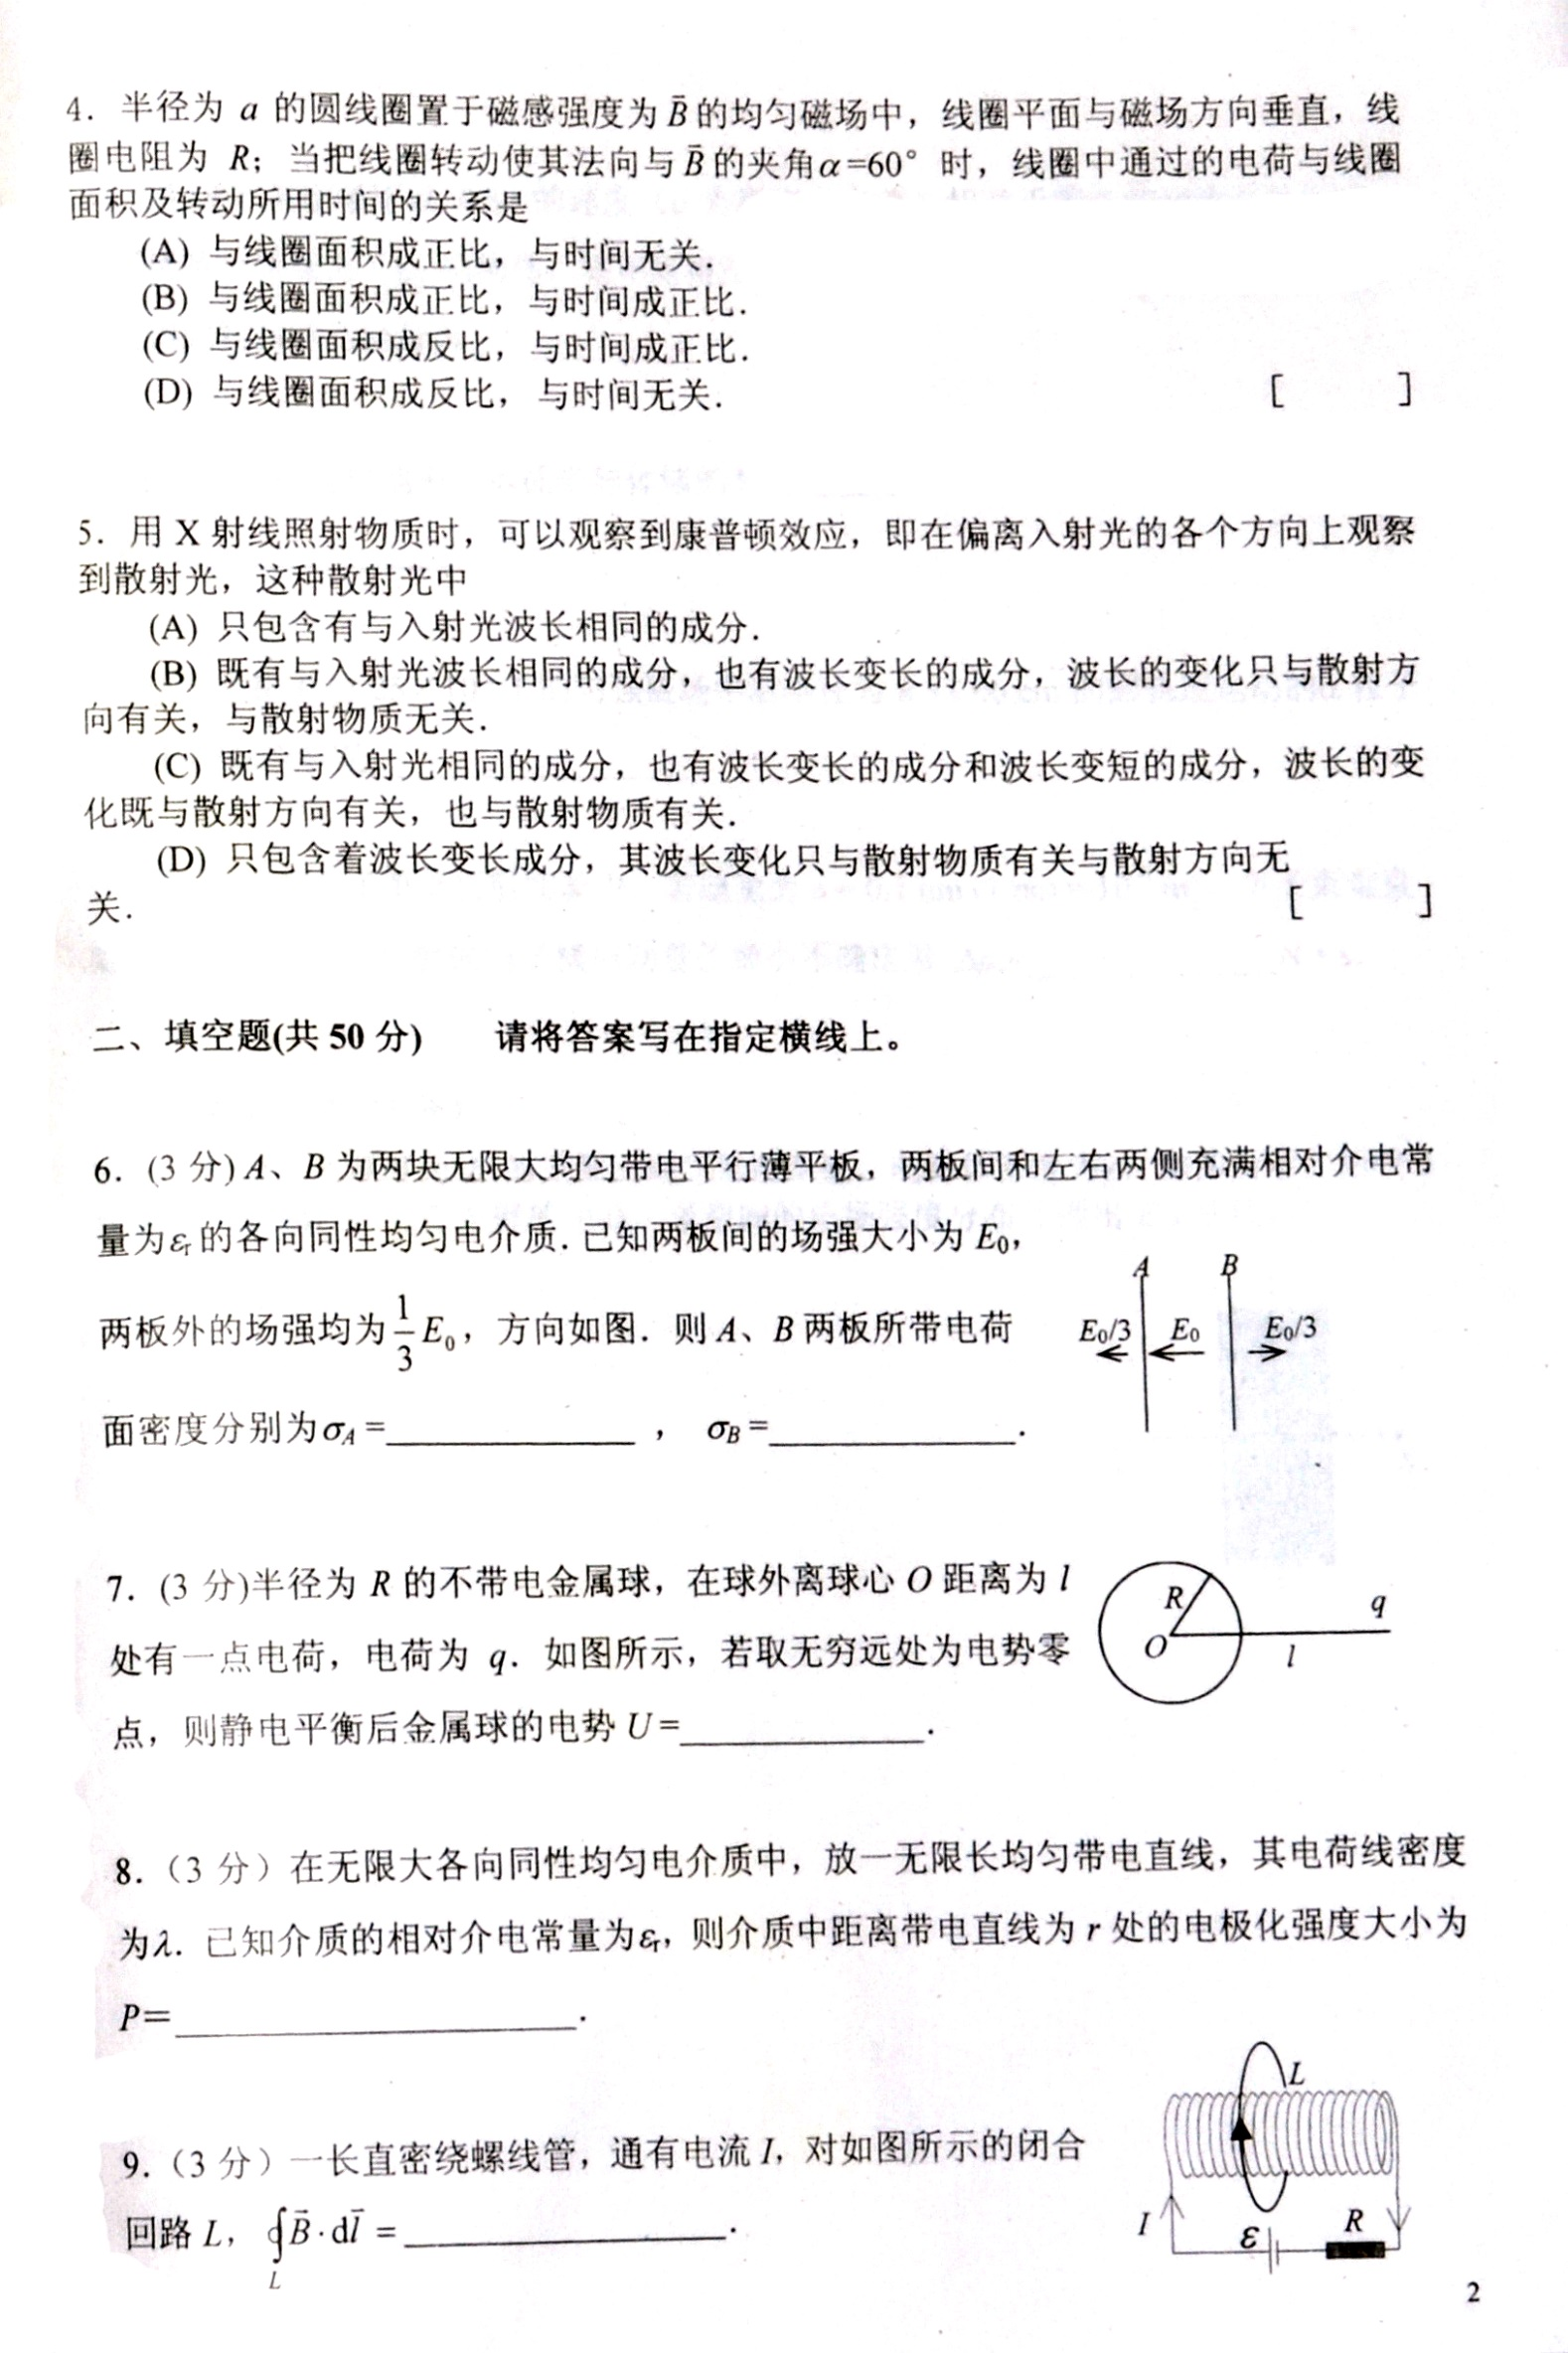 4. 半径为 a 的圆线圈置于磁感强度为 B̄ 的均匀磁场中，线圈平面与磁场方向垂直，线
圈电阻为 R；当把线圈转动使其法向与 B̄ 的夹角α=60° 时，线圈中通过的电荷与线圈
面积及转动所用时间的关系是
(A) 与线圈面积成正比，与时间无关．
(B) 与线圈面积成正比，与时间成正比．
(C) 与线圈面积成反比，与时间成正比．
(D) 与线圈面积成反比，与时间无关． [ ]
5. 用 X 射线照射物质时，可以观察到康普顿效应，即在偏离入射光的各个方向上观察
到散射光，这种散射光中
(A) 只包含有与入射光波长相同的成分．
(B) 既有与入射光波长相同的成分，也有波长变长的成分，波长的变化只与散射方
向有关，与散射物质无关．
(C) 既有与入射光相同的成分，也有波长变长的成分和波长变短的成分，波长的变
化既与散射方向有关，也与散射物质有关．
(D) 只包含着波长变长成分，其波长变化只与散射物质有关与散射方向无
关． [ ]
二、填空题(共 50 分) 请将答案写在指定横线上。
6. (3 分) A、B 为两块无限大均匀带电平行薄平板，两板间和左右两侧充满相对介电常
量为εr 的各向同性均匀电介质．已知两板间的场强大小为 E₀，
两板外的场强均为 1/3 E₀，方向如图．则 A、B 两板所带电荷
面密度分别为σA =______________， σB =______________．
A B
E₀/3 E₀ E₀/3
7. (3 分)半径为 R 的不带电金属球，在球外离球心 O 距离为 l
处有一点电荷，电荷为 q．如图所示，若取无穷远处为电势零
点，则静电平衡后金属球的电势 U=______________．
R q
O l
8.（3 分）在无限大各向同性均匀电介质中，放一无限长均匀带电直线，其电荷线密度
为λ．已知介质的相对介电常量为εr，则介质中距离带电直线为 r 处的电极化强度大小为
P=______________________．
9.（3 分）一长直密绕螺线管，通有电流 I，对如图所示的闭合
回路 L，∮L B̄·dl̄ =__________________．
L
I ε R
2